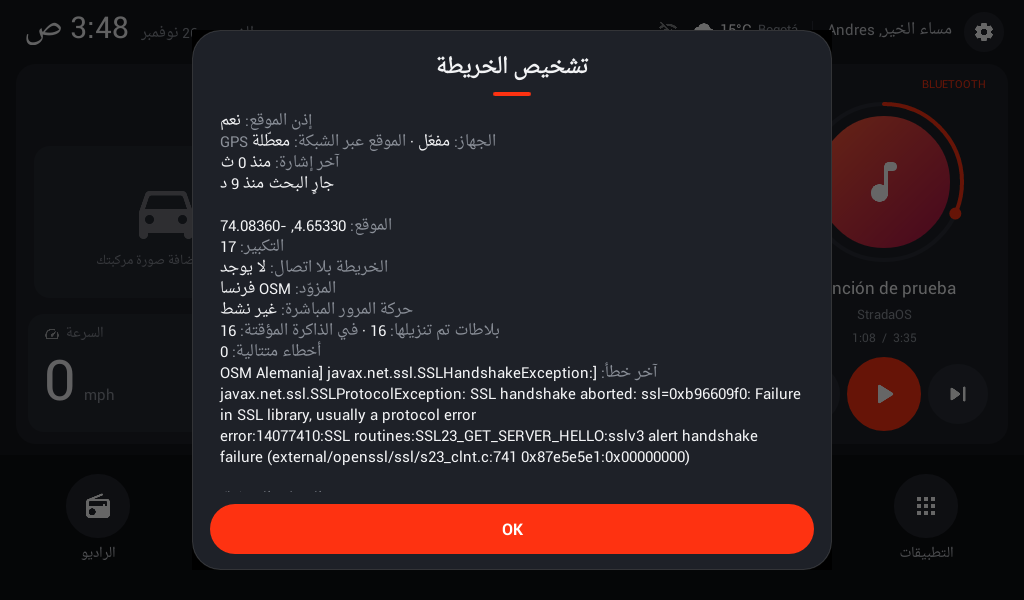 3:48 ص
20 نوفمبر
15°C Bogotá
مساء الخير, Andres
تشخيص الخريطة
إذن الموقع: نعم
GPS الجهاز: مفعّل · الموقع عبر الشبكة: معطّلة
آخر إشارة: منذ 0 ث
جارٍ البحث منذ 9 د
الموقع: 4.65330, -74.08360
التكبير: 17
الخريطة بلا اتصال: لا يوجد
المزوّد: OSM فرنسا
حركة المرور المباشرة: غير نشط
بلاطات تم تنزيلها: 16 · في الذاكرة المؤقتة: 16
أخطاء متتالية: 0
آخر خطأ: [OSM Alemania] javax.net.ssl.SSLHandshakeException:
javax.net.ssl.SSLProtocolException: SSL handshake aborted: ssl=0xb96609f0: Failure
in SSL library, usually a protocol error
error:14077410:SSL routines:SSL23_GET_SERVER_HELLO:sslv3 alert handshake
failure (external/openssl/ssl/s23_clnt.c:741 0x87e5e5e1:0x00000000)
OK
ضافة صورة مركبتك
السرعة
0 mph
الراديو
BLUETOOTH
nción de prueba
StradaOS
1:08 / 3:35
التطبيقات